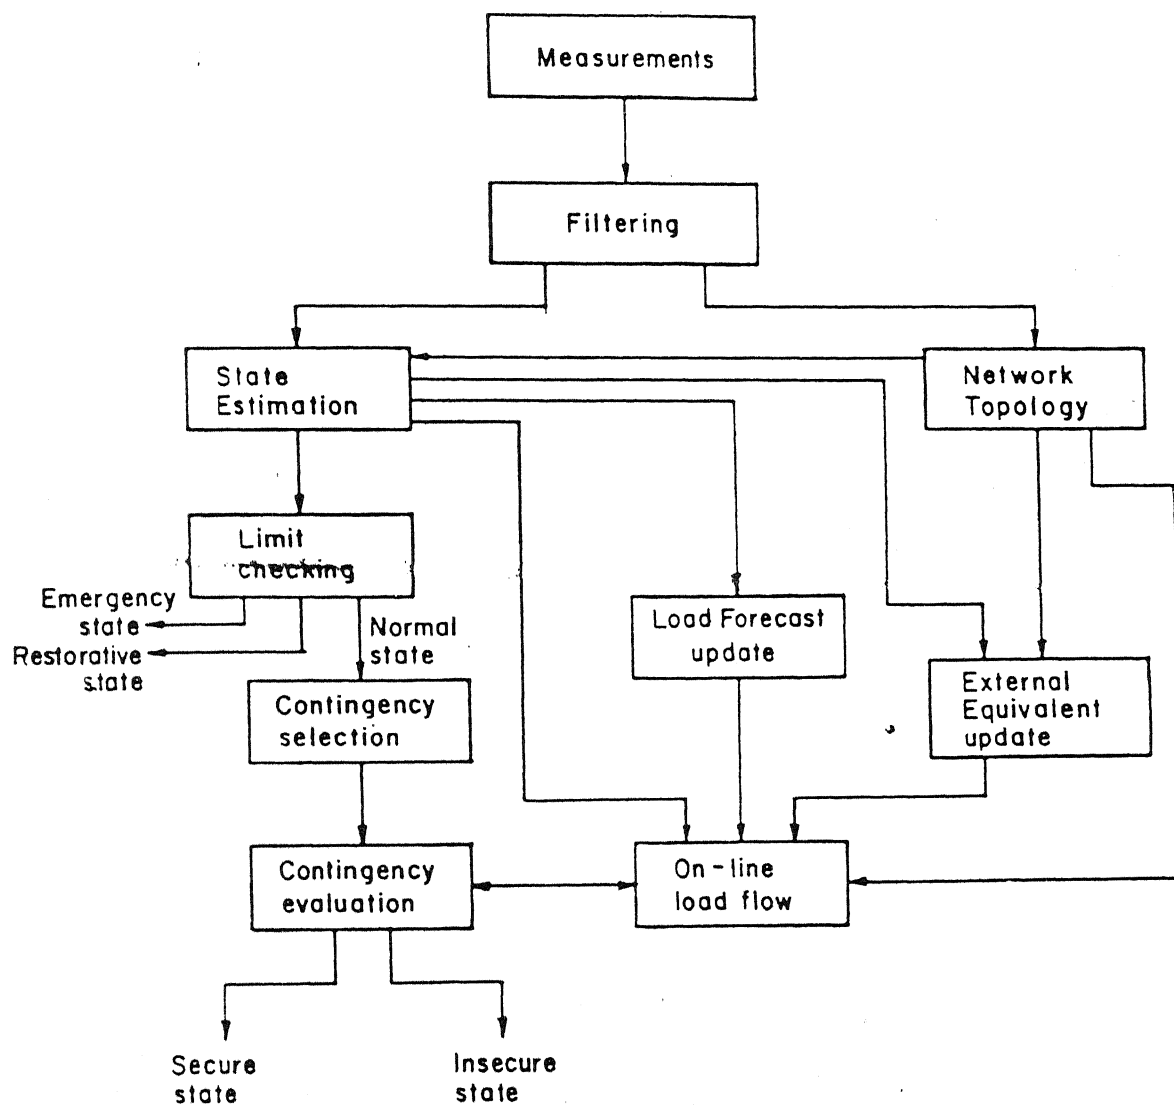 Measurements
Filtering
State
Estimation
Network
Topology
Limit
checking
Emergency
state
Restorative
state
Normal
state
Load Forecast
update
External
Equivalent
update
Contingency
selection
Contingency
evaluation
On-line
load flow
Secure
state
Insecure
state